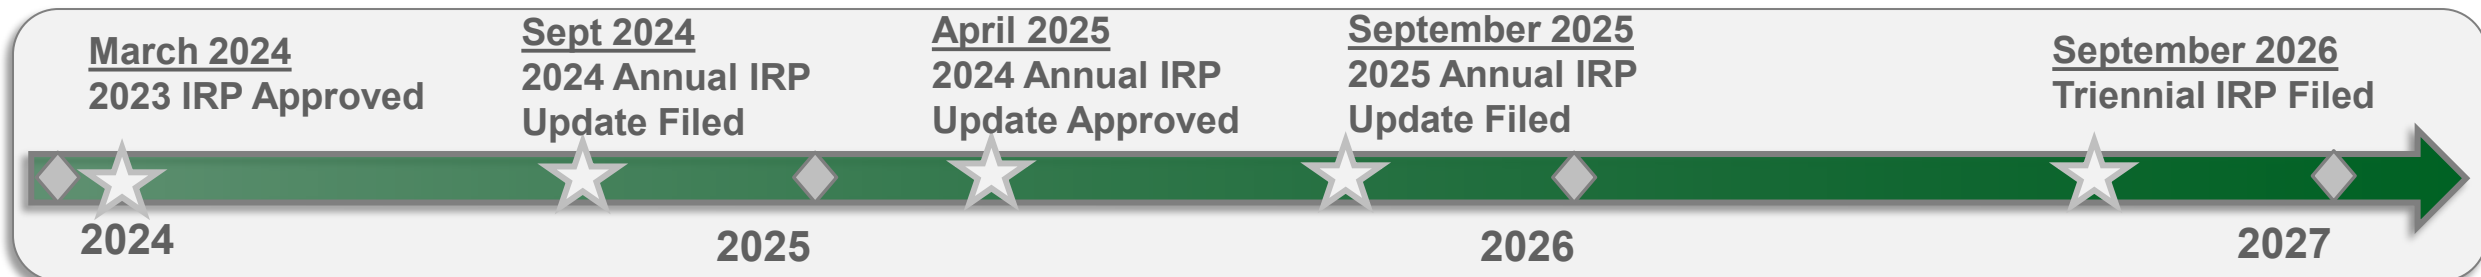 March 2024
2023 IRP Approved
Sept 2024
2024 Annual IRP
Update Filed
April 2025
2024 Annual IRP
Update Approved
September 2025
2025 Annual IRP
Update Filed
September 2026
Triennial IRP Filed
2024
2025
2026
2027